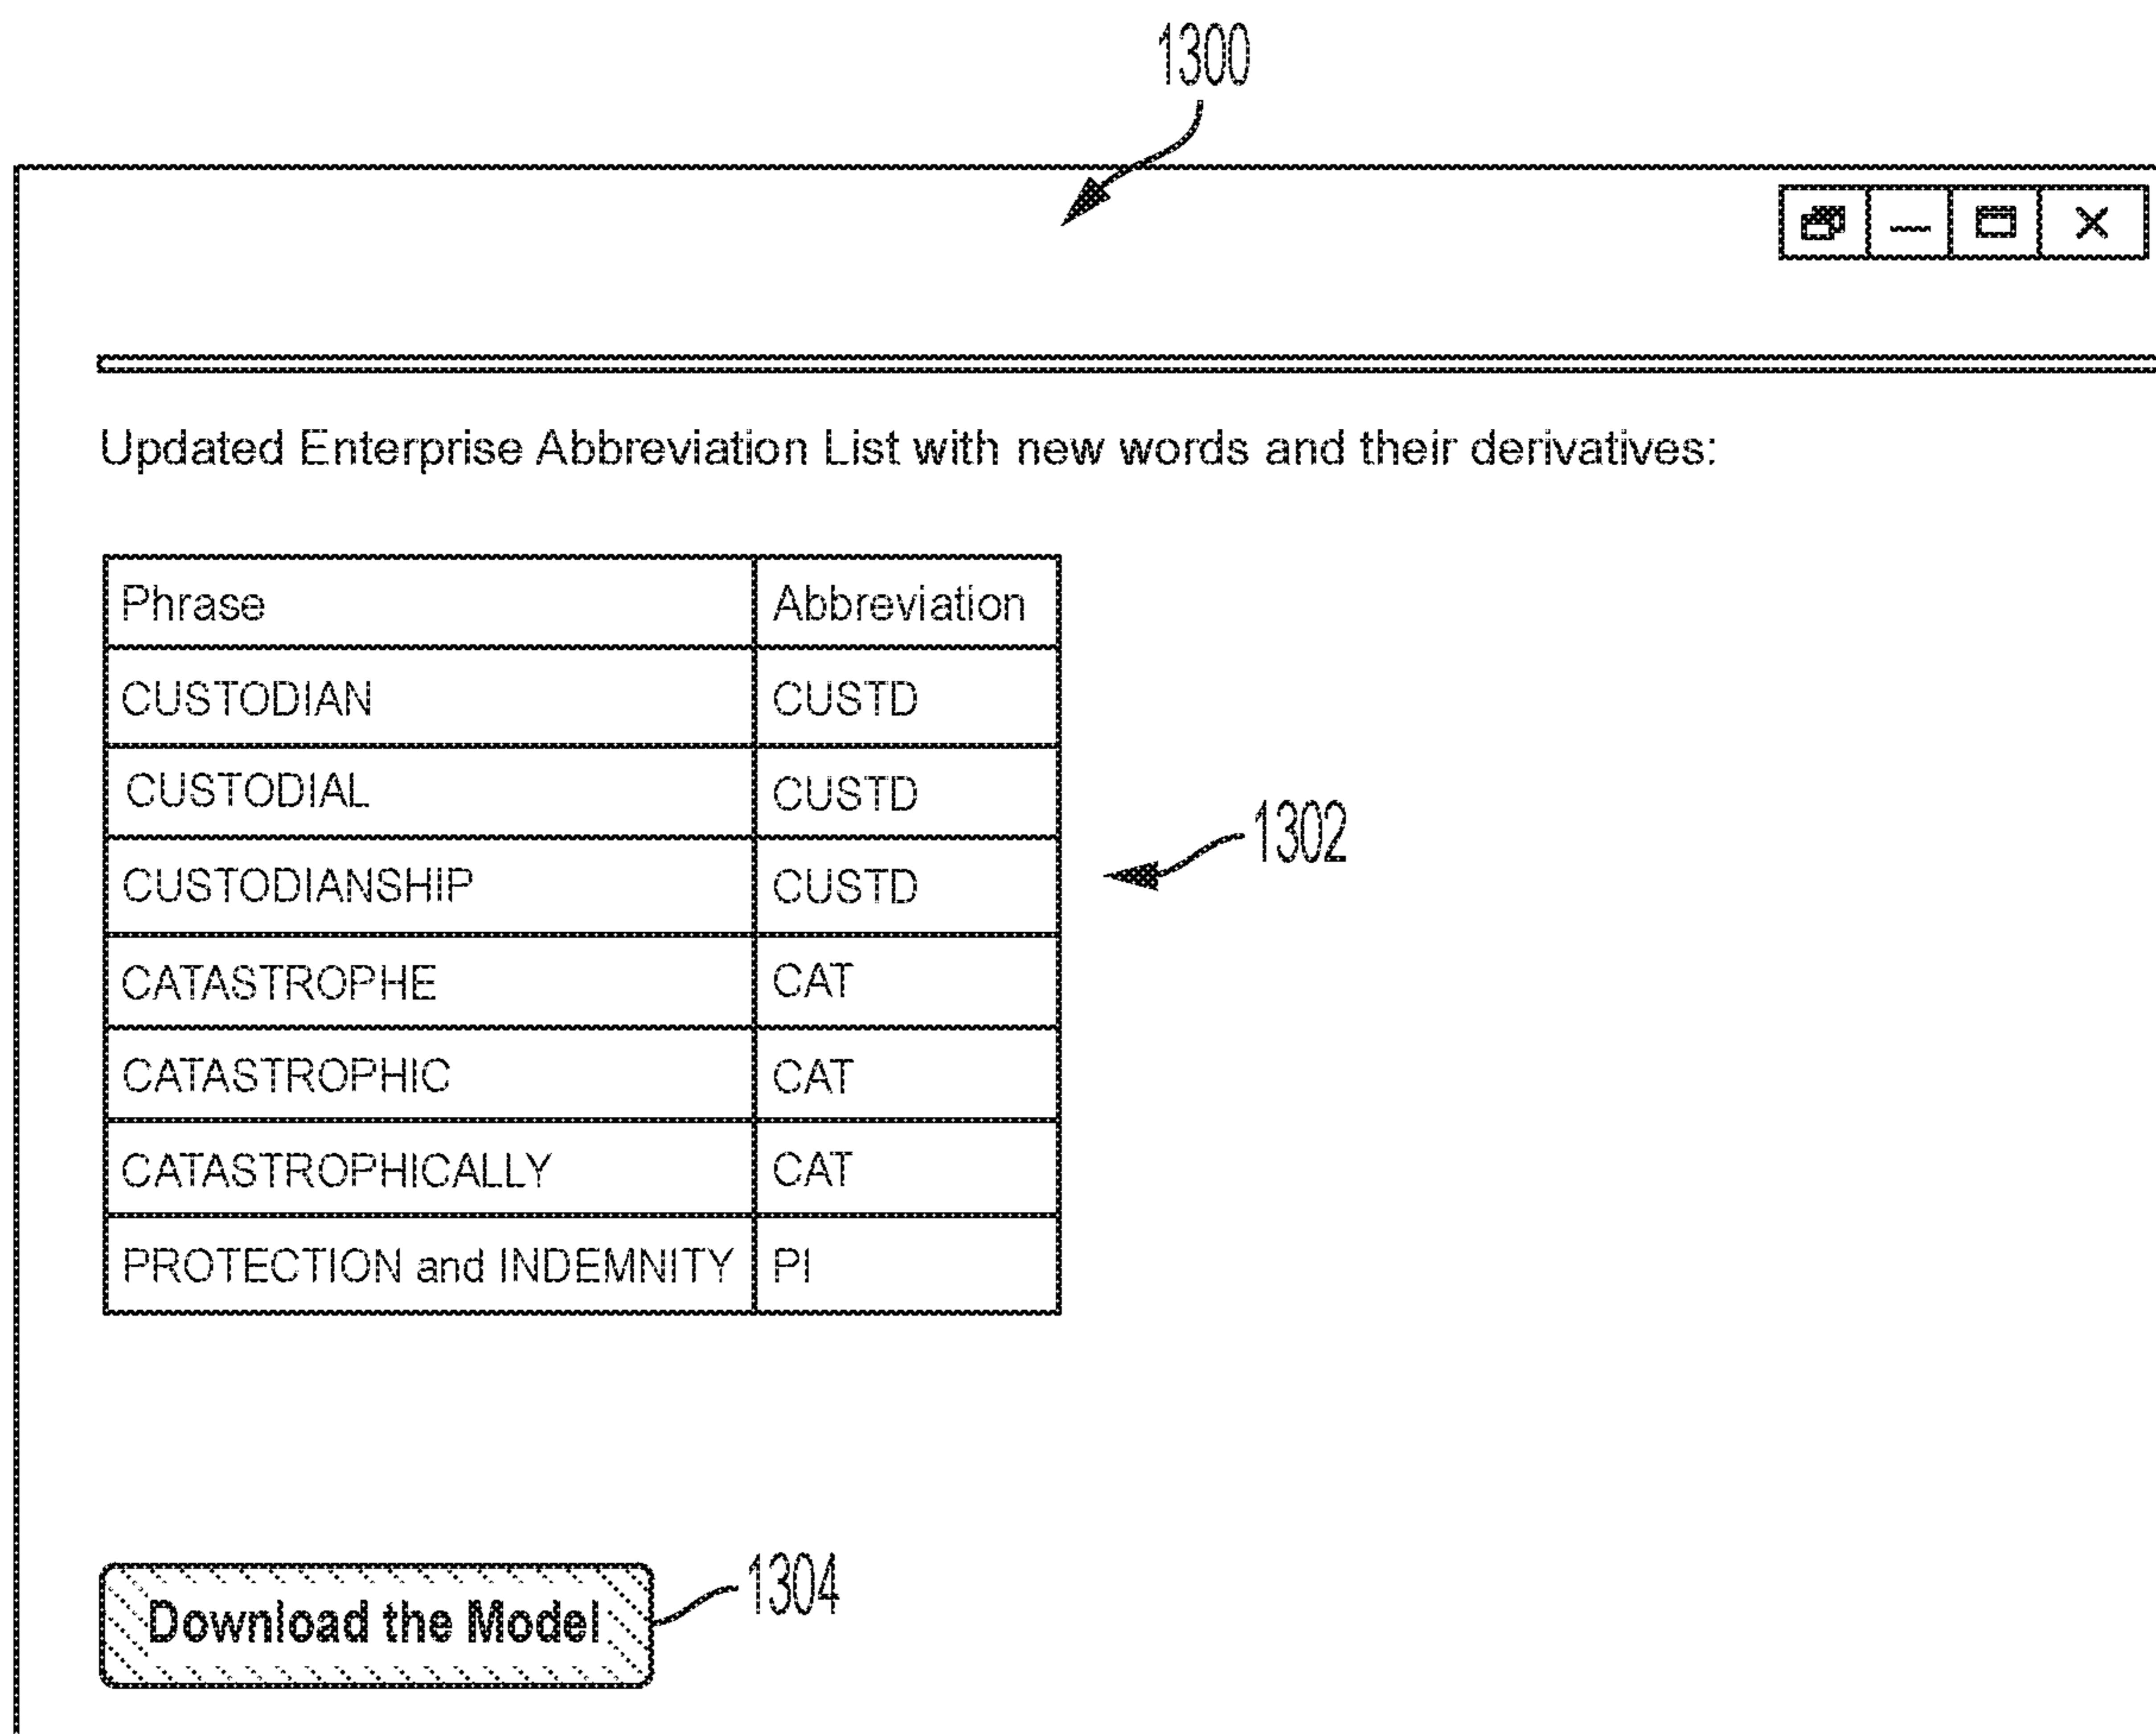 1300
Updated Enterprise Abbreviation List with new words and their derivatives:
Phrase Abbreviation
CUSTODIAN CUSTD
CUSTODIAL CUSTD
CUSTODIANSHIP CUSTD
1302
CATASTROPHE CAT
CATASTROPHIC CAT
CATASTROPHICALLY CAT
PROTECTION and INDEMNITY PI
Download the Model
1304